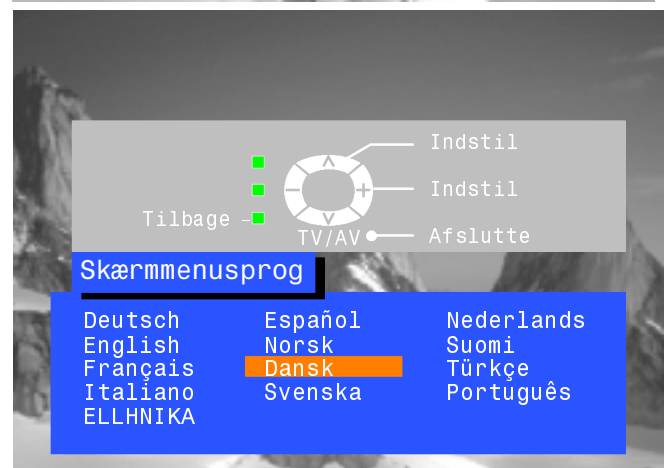 Indstil
Indstil
Tilbage
TV/AV Afslutte
Skærmmenusprog
Deutsch Español Nederlands
English Norsk Suomi
Français Dansk Türkçe
Italiano Svenska Português
ELLHNIKA